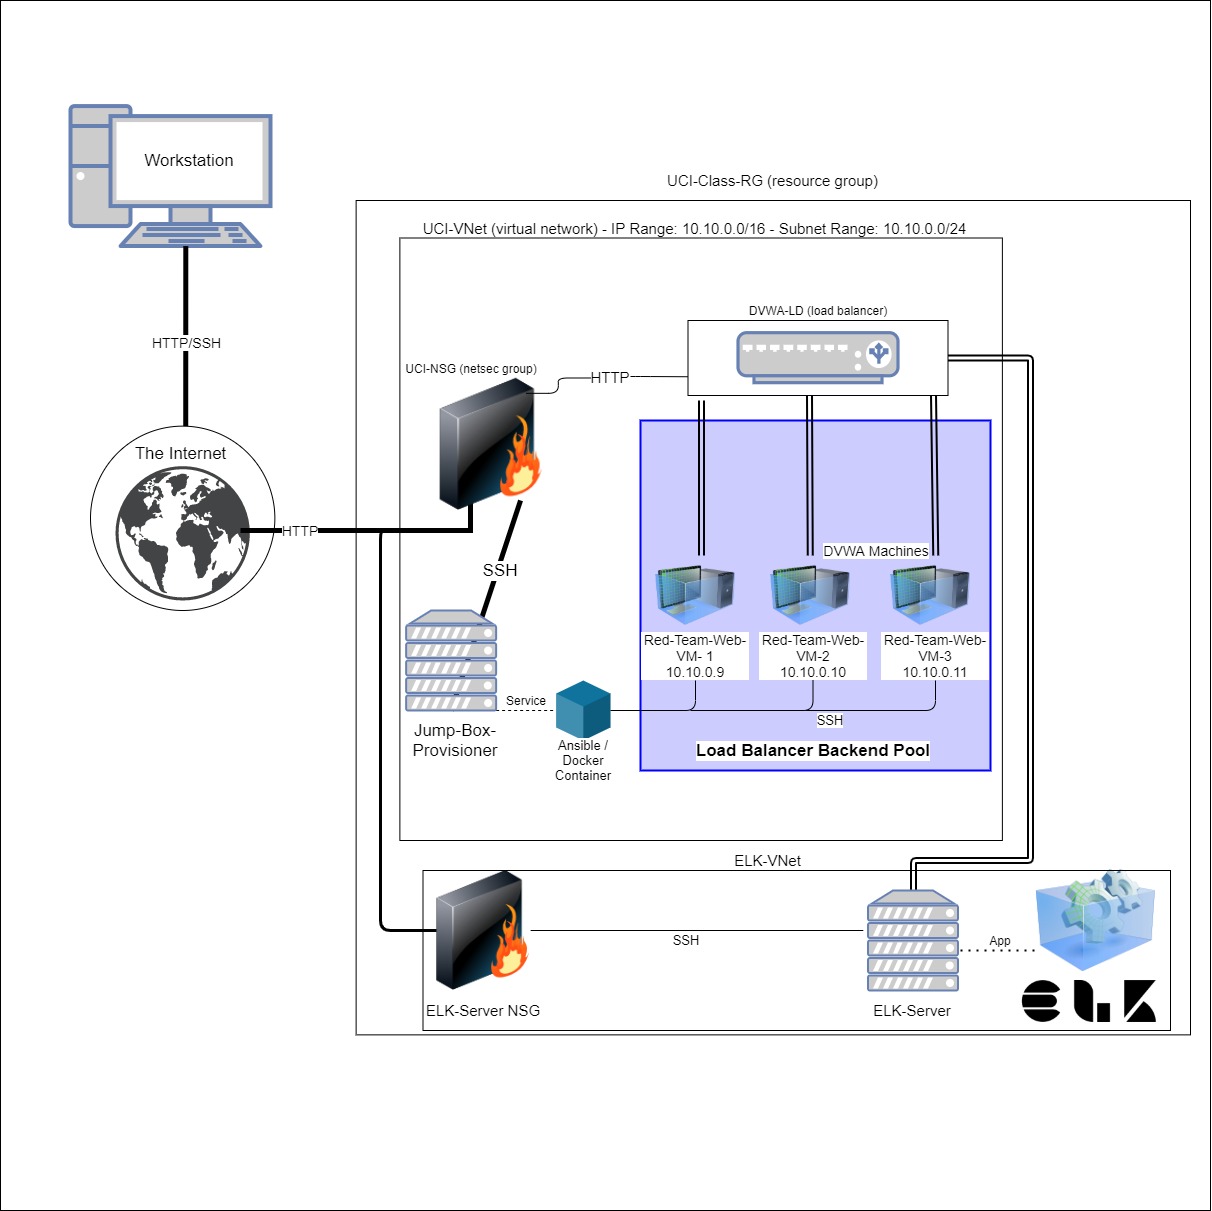 Workstation
UCI-Class-RG (resource group)
UCI-VNet (virtual network) - IP Range: 10.10.0.0/16 - Subnet Range: 10.10.0.0/24
DVWA-LD (load balancer)
HTTP/SSH
UCI-NSG (netsec group)
HTTP
The Internet
HTTP
SSH
DVWA Machines
Red-Team-Web-
VM- 1
10.10.0.9
Red-Team-Web-
VM-2
10.10.0.10
Red-Team-Web-
VM-3
10.10.0.11
Service
SSH
Jump-Box-
Provisioner
Ansible /
Docker
Container
Load Balancer Backend Pool
ELK-VNet
SSH
App
ELK-Server NSG
ELK-Server
ELK